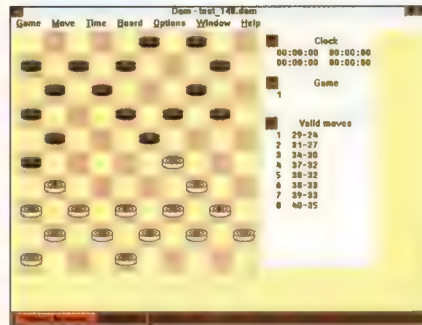 Dam - test_140.dam
Game Move Time Board Options Window Help
Clock
00:00:00 00:00:00
00:00:00 00:00:00
Game
1
Valid moves
1 29-24
2 31-27
3 34-30
4 37-32
5 38-32
6 38-33
7 39-33
8 40-35